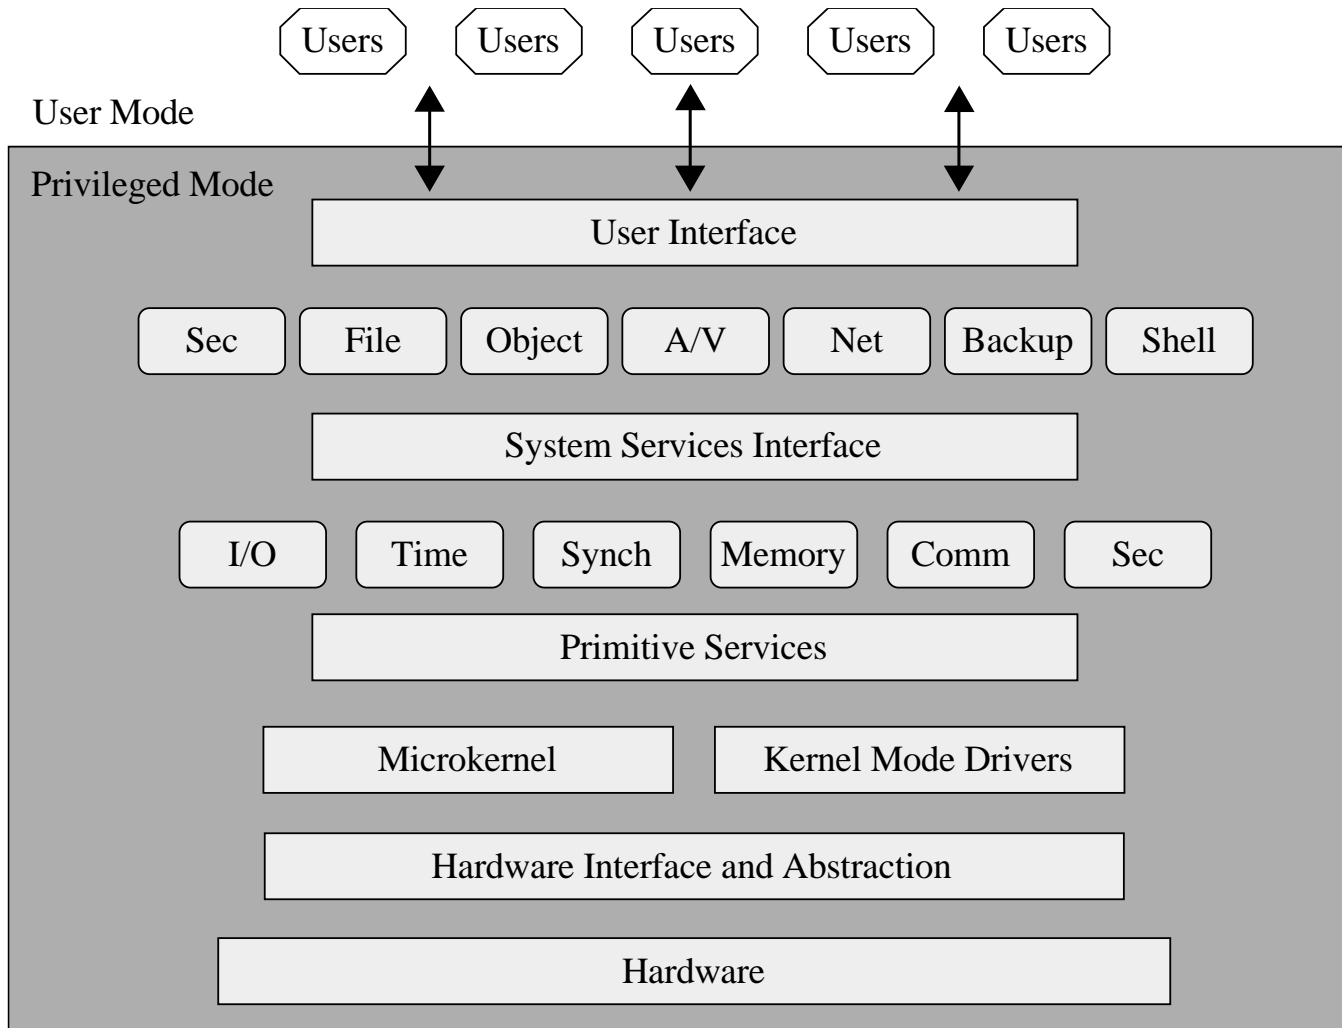 Users Users Users Users Users
User Mode
Privileged Mode
User Interface
Sec File Object A/V Net Backup Shell
System Services Interface
I/O Time Synch Memory Comm Sec
Primitive Services
Microkernel Kernel Mode Drivers
Hardware Interface and Abstraction
Hardware